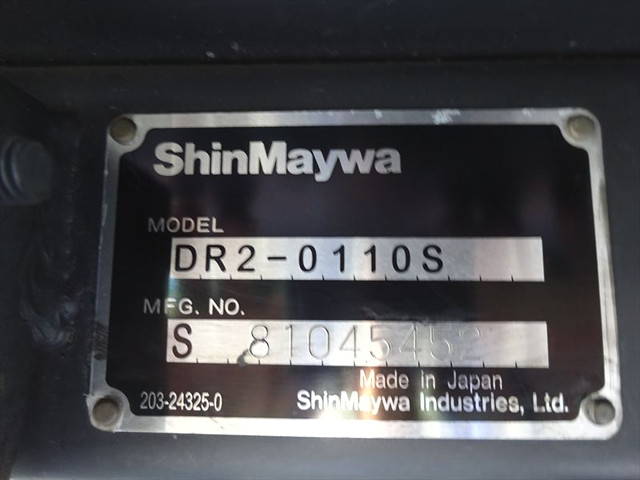 ShinMaywa
MODEL
DR2-0110S
MFG. NO.
S 81045452
Made in Japan
203-24325-0 ShinMaywa Industries, Ltd.